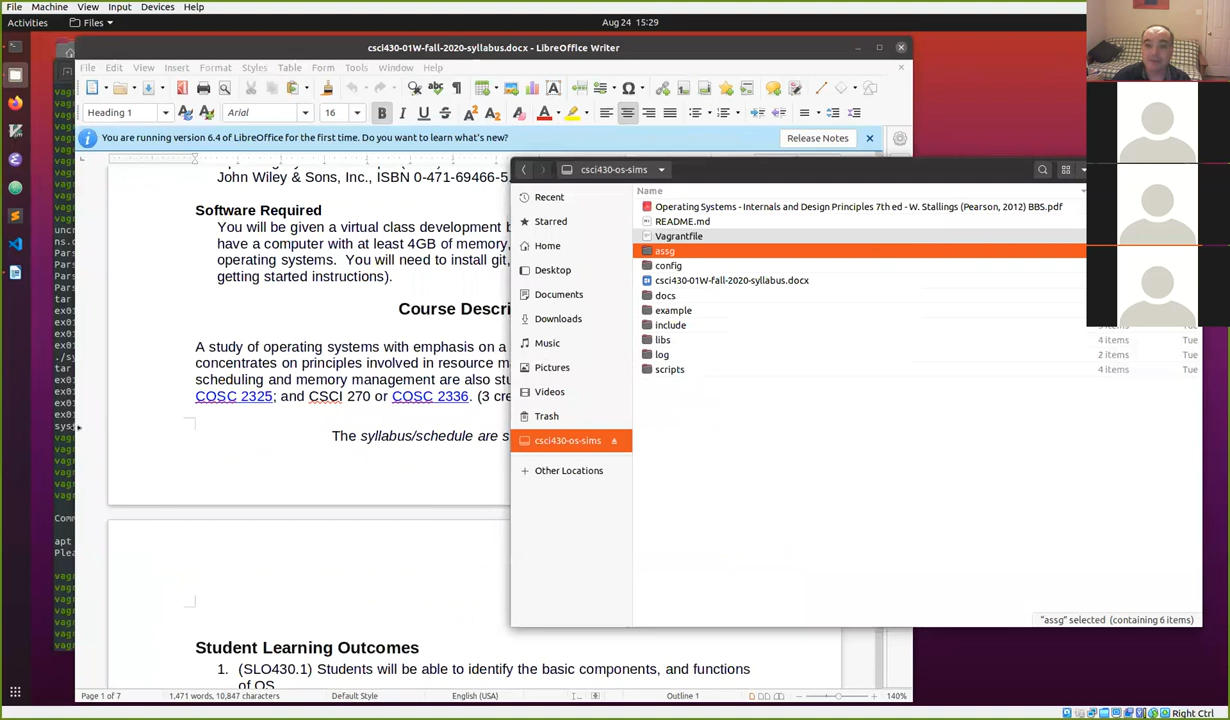 File Machine View Input Devices Help
Activities Files Aug 24 15:29
csci430-01W-fall-2020-syllabus.docx - LibreOffice Writer
File Edit View Insert Format Styles Table Form Tools Window Help
Heading 1 Arial 16
You are running version 6.4 of LibreOffice for the first time. Do you want to learn what's new? Release Notes
John Wiley & Sons, Inc., ISBN 0-471-69466-5
Software Required
You will be given a virtual class development b
have a computer with at least 4GB of memory,
operating systems. You will need to install git,
getting started instructions).
Course Descri
A study of operating systems with emphasis on a
concentrates on principles involved in resource m
scheduling and memory management are also stu
COSC 2325; and CSCI 270 or COSC 2336. (3 cre
The syllabus/schedule are s
Student Learning Outcomes
1. (SLO430.1) Students will be able to identify the basic components, and functions
of OS
Page 1 of 7 1,471 words, 10,847 characters Default Style English (USA) Outline 1 140%
csci430-os-sims
Recent
Starred
Home
Desktop
Documents
Downloads
Music
Pictures
Videos
Trash
csci430-os-sims
Other Locations
Name
Operating Systems - Internals and Design Principles 7th ed - W. Stallings (Pearson, 2012) BBS.pdf
README.md
Vagrantfile
assg
config
csci430-01W-fall-2020-syllabus.docx
docs
example
include
libs 4 items Tue
log 2 items Tue
scripts 4 items Tue
"assg" selected (containing 6 items)
Right Ctrl